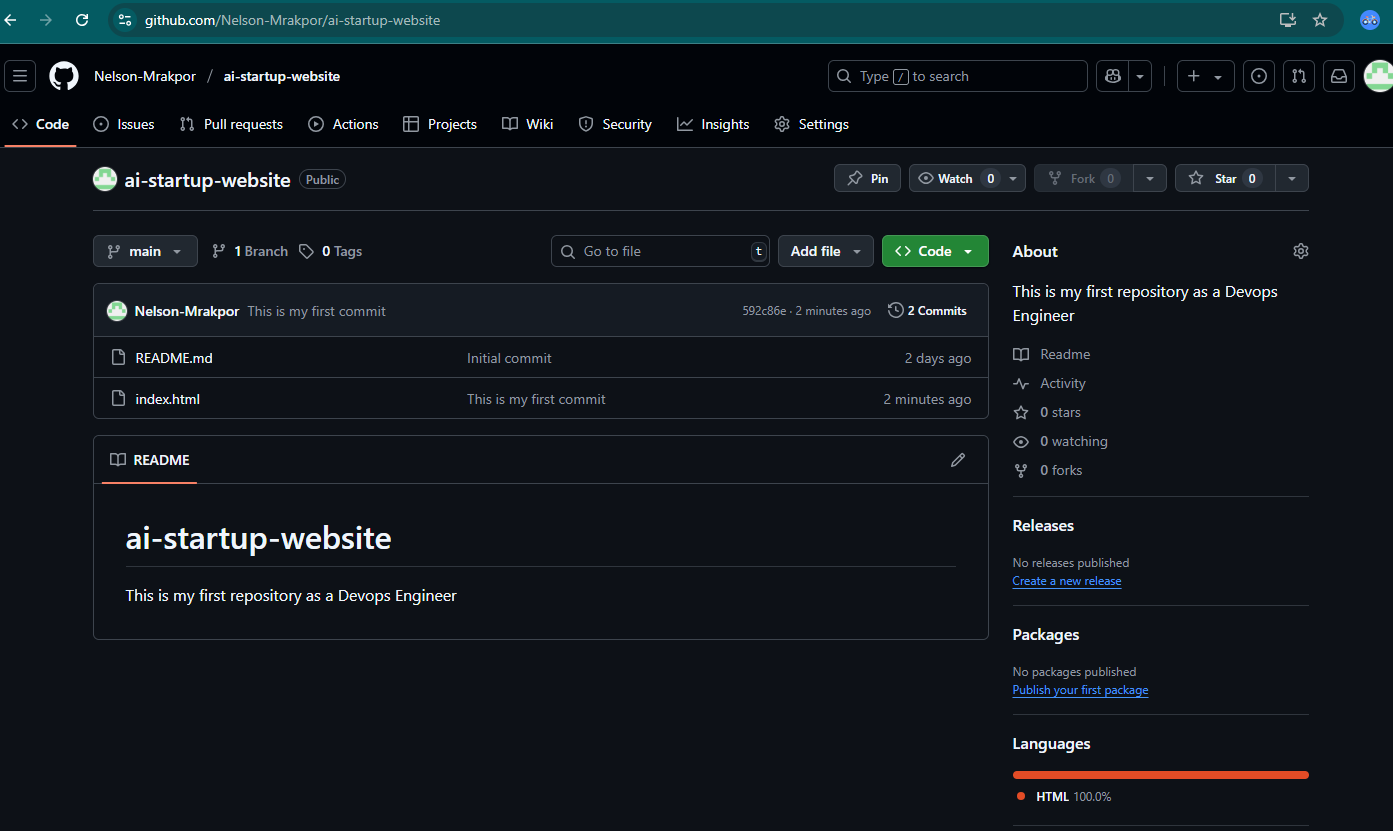 github.com/Nelson-Mrakpor/ai-startup-website
Nelson-Mrakpor / ai-startup-website
Type / to search
Code Issues Pull requests Actions Projects Wiki Security Insights Settings
ai-startup-website Public
Pin Watch 0 Fork 0 Star 0
main 1 Branch 0 Tags Go to file t Add file Code
Nelson-Mrakpor This is my first commit 592c86e · 2 minutes ago 2 Commits
README.md Initial commit 2 days ago
index.html This is my first commit 2 minutes ago
README
ai-startup-website
This is my first repository as a Devops Engineer
About
This is my first repository as a Devops
Engineer
Readme
Activity
0 stars
0 watching
0 forks
Releases
No releases published
Create a new release
Packages
No packages published
Publish your first package
Languages
HTML 100.0%